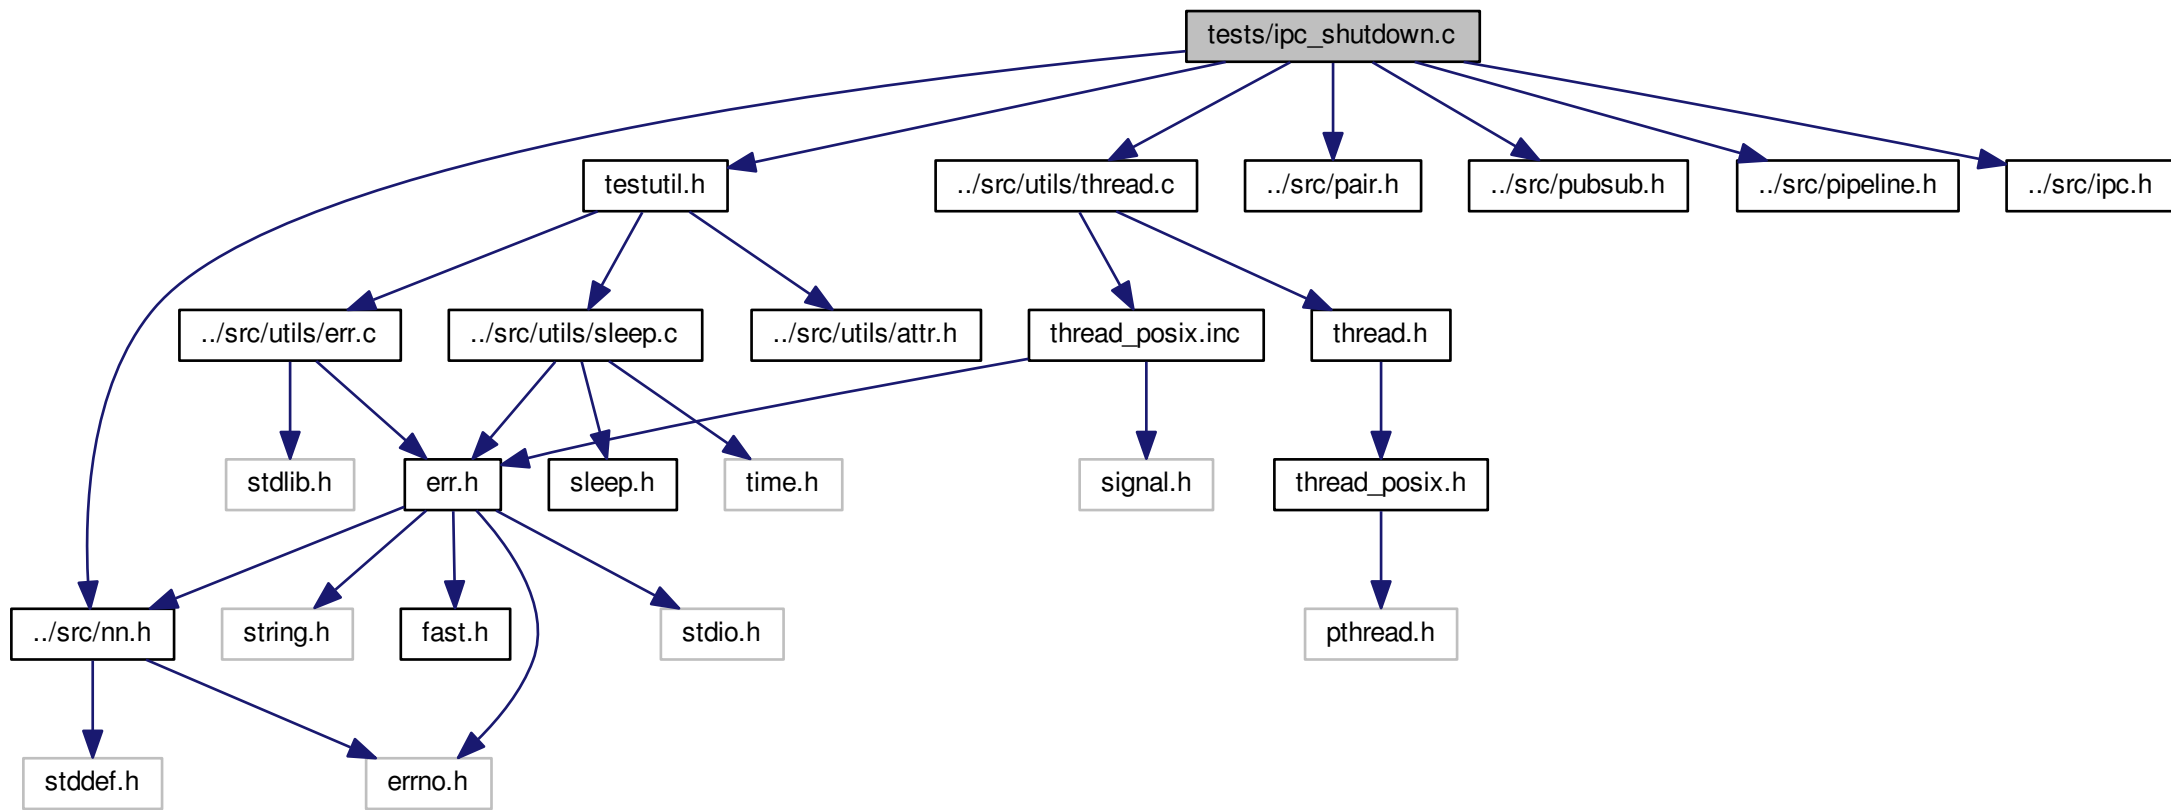 tests/ipc_shutdown.c
testutil.h
../src/utils/thread.c
../src/pair.h
../src/pubsub.h
../src/pipeline.h
../src/ipc.h
../src/utils/err.c
../src/utils/sleep.c
../src/utils/attr.h
thread_posix.inc
thread.h
stdlib.h
err.h
sleep.h
time.h
signal.h
thread_posix.h
../src/nn.h
string.h
fast.h
stdio.h
pthread.h
stddef.h
errno.h